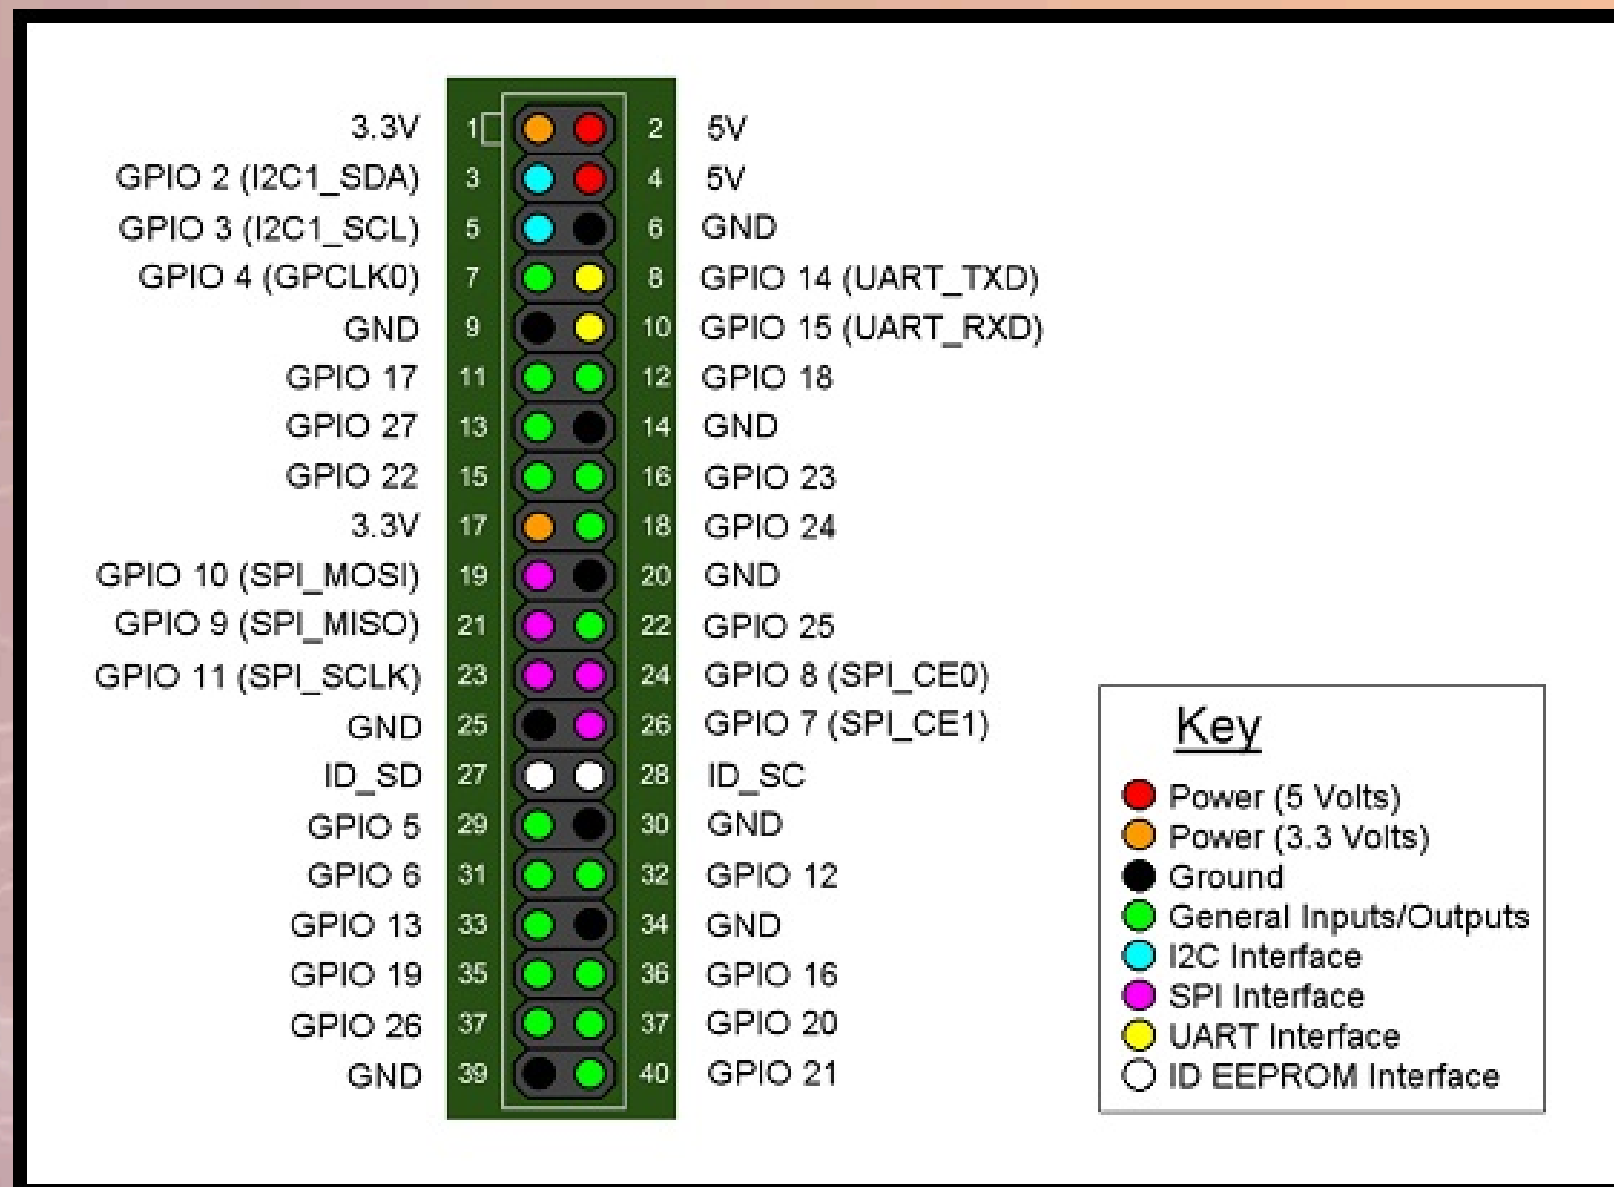 3.3V 1 2 5V
GPIO 2 (I2C1_SDA) 3 4 5V
GPIO 3 (I2C1_SCL) 5 6 GND
GPIO 4 (GPCLK0) 7 8 GPIO 14 (UART_TXD)
GND 9 10 GPIO 15 (UART_RXD)
GPIO 17 11 12 GPIO 18
GPIO 27 13 14 GND
GPIO 22 15 16 GPIO 23
3.3V 17 18 GPIO 24
GPIO 10 (SPI_MOSI) 19 20 GND
GPIO 9 (SPI_MISO) 21 22 GPIO 25
GPIO 11 (SPI_SCLK) 23 24 GPIO 8 (SPI_CE0)
GND 25 26 GPIO 7 (SPI_CE1)
ID_SD 27 28 ID_SC
GPIO 5 29 30 GND
GPIO 6 31 32 GPIO 12
GPIO 13 33 34 GND
GPIO 19 35 36 GPIO 16
GPIO 26 37 37 GPIO 20
GND 39 40 GPIO 21
Key
Power (5 Volts)
Power (3.3 Volts)
Ground
General Inputs/Outputs
I2C Interface
SPI Interface
UART Interface
ID EEPROM Interface